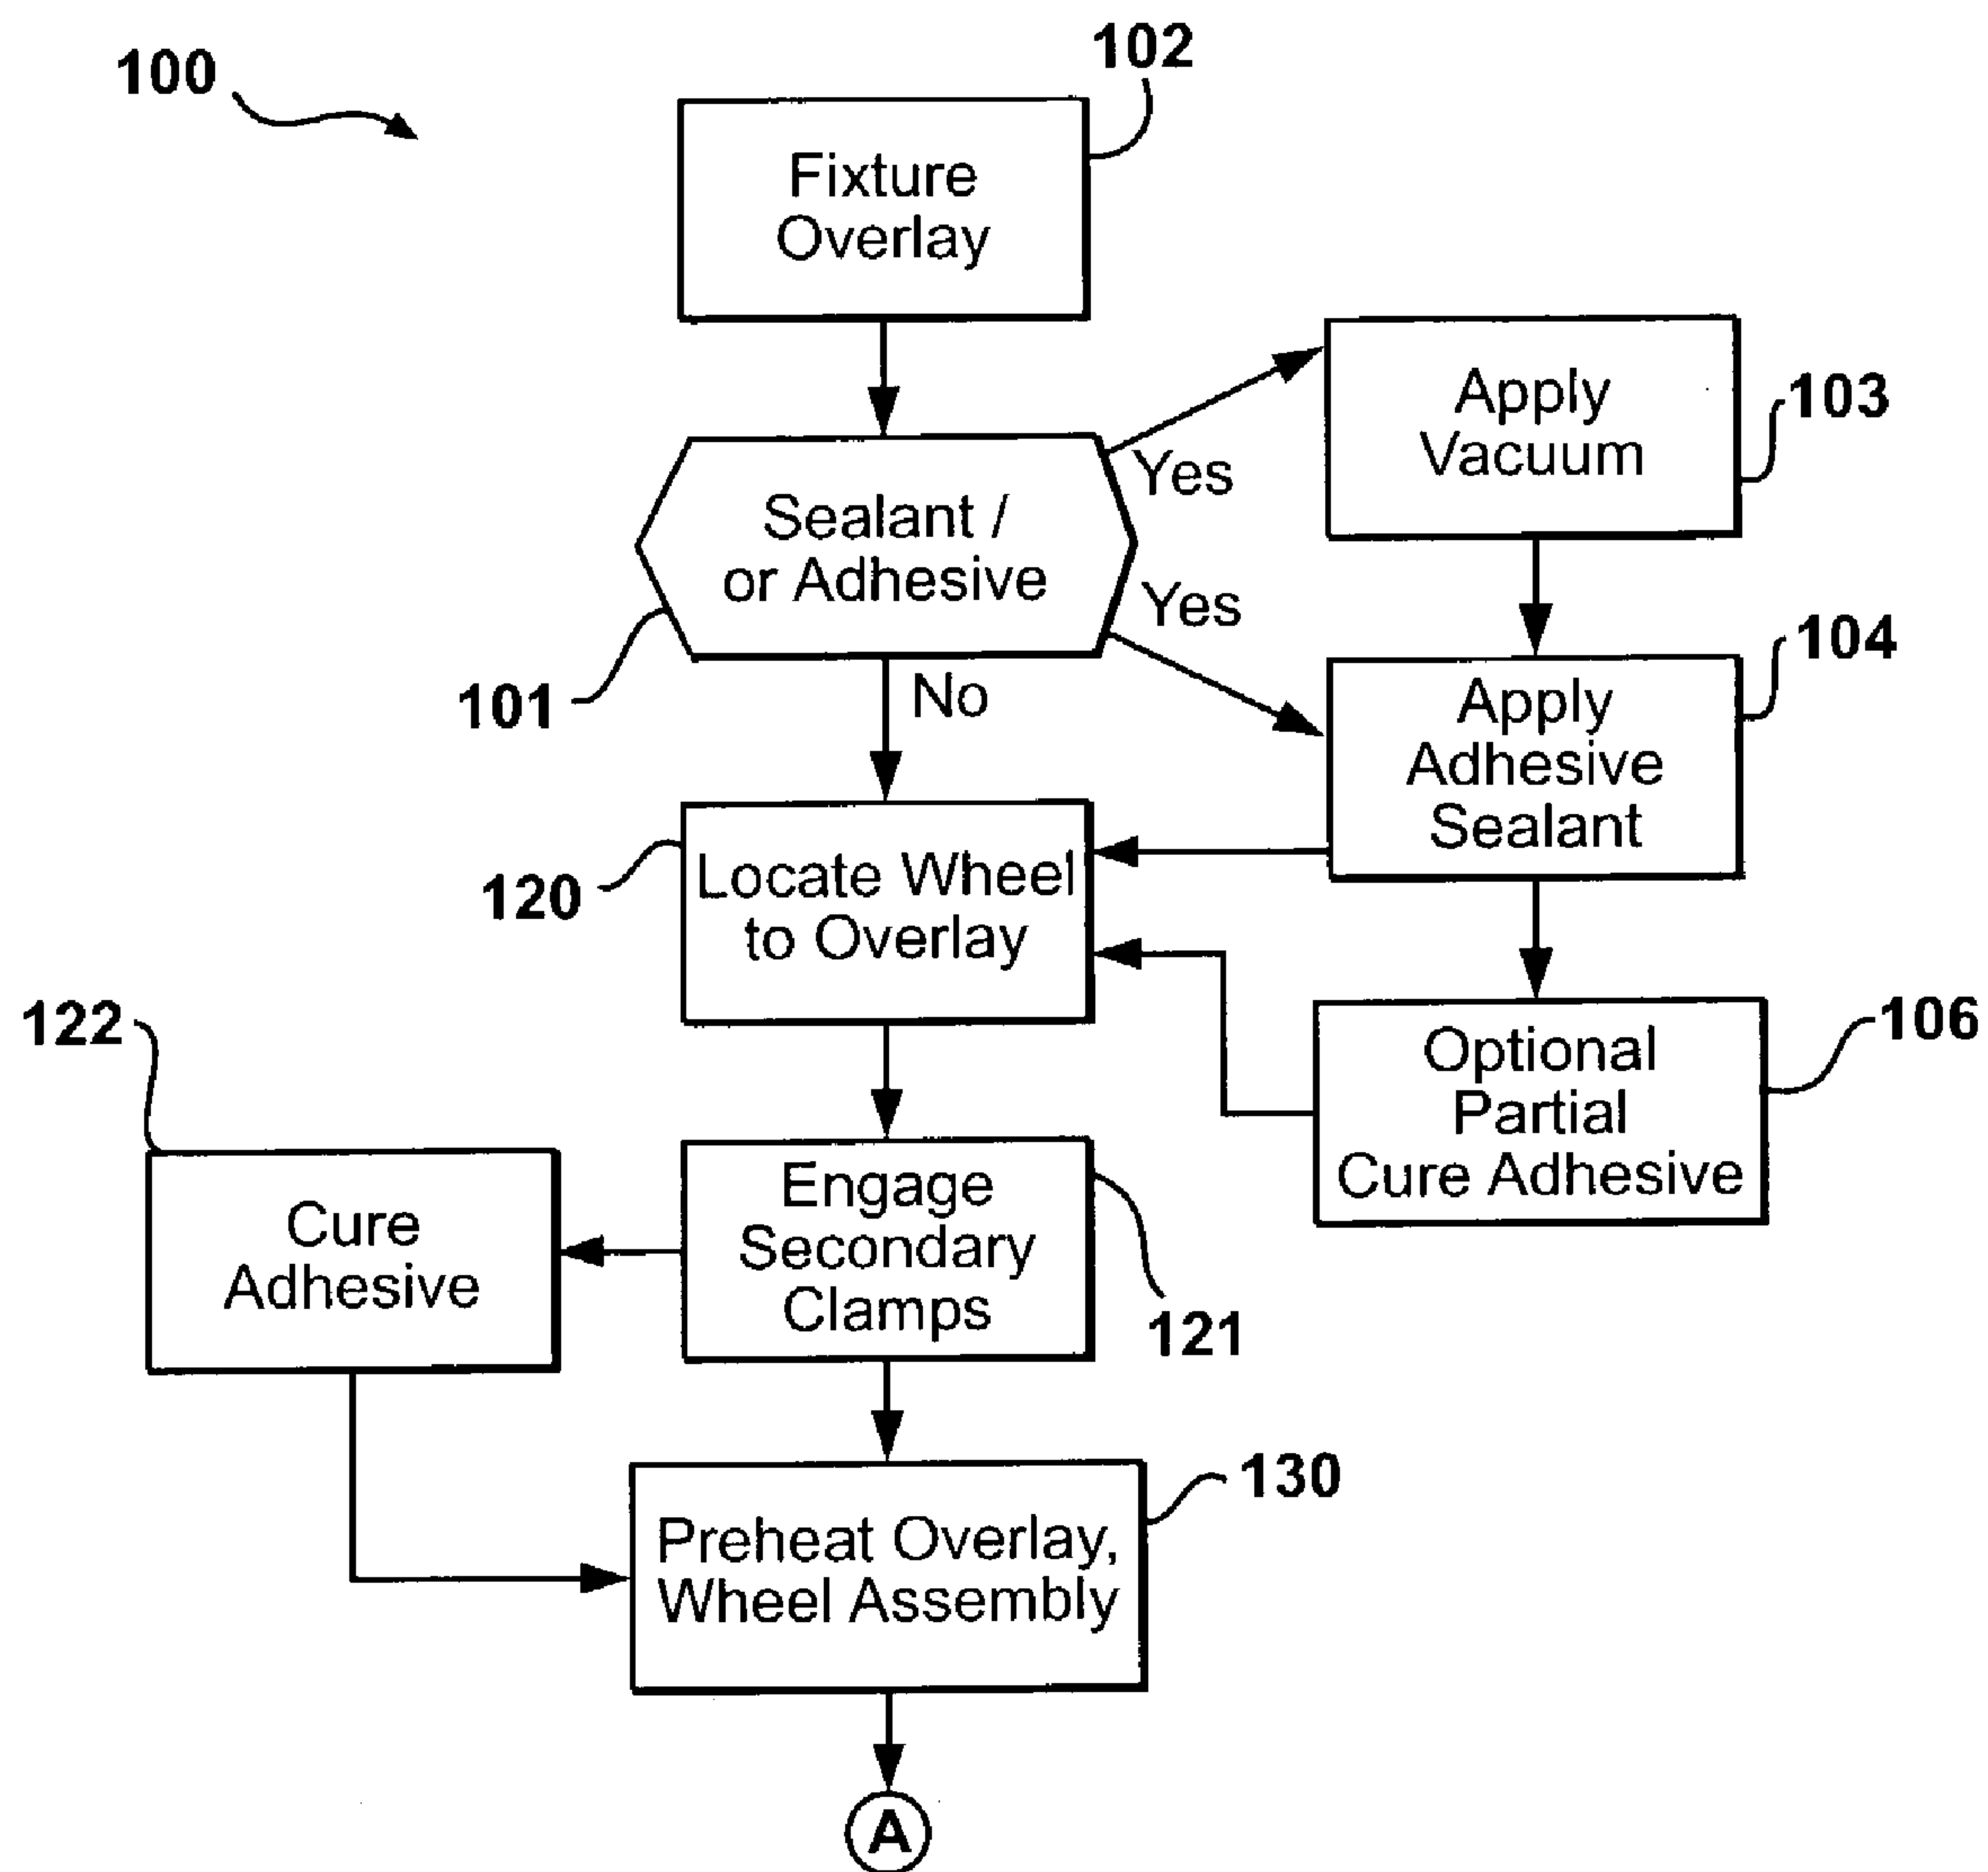 100
102
Fixture
Overlay
Apply
Vacuum
103
Yes
Sealant /
or Adhesive
Yes
101
No
104
Apply
Adhesive
Sealant
120
Locate Wheel
to Overlay
106
Optional
Partial
Cure Adhesive
122
Cure
Adhesive
Engage
Secondary
Clamps
121
130
Preheat Overlay,
Wheel Assembly
A